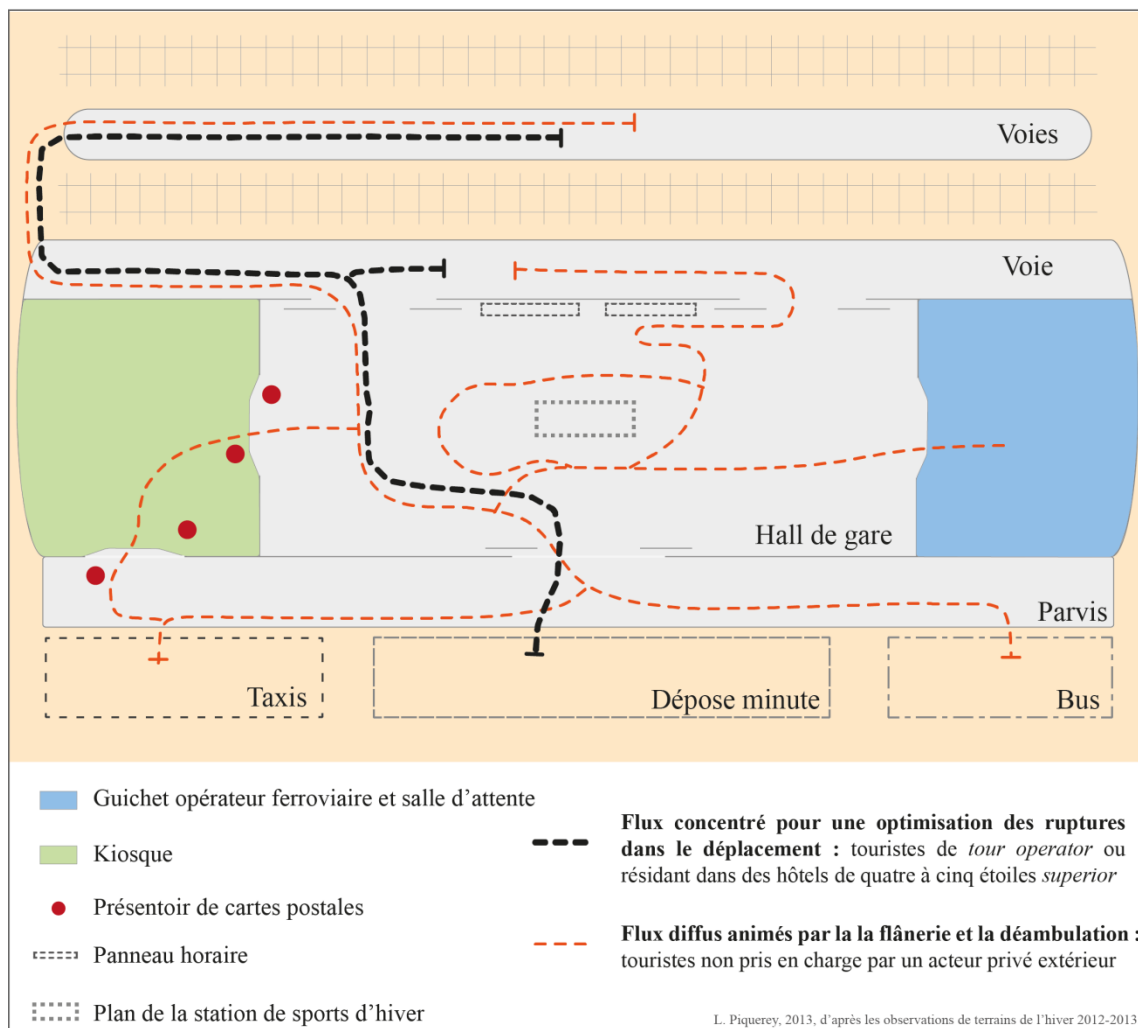 Voies
Voie
Hall de gare
Parvis
Taxis
Dépose minute
Bus
Guichet opérateur ferroviaire et salle d'attente
Kiosque
Présentoir de cartes postales
Panneau horaire
Plan de la station de sports d'hiver
Flux concentré pour une optimisation des ruptures
dans le déplacement : touristes de tour operator ou
résidant dans des hôtels de quatre à cinq étoiles superior
Flux diffus animés par la la flânerie et la déambulation :
touristes non pris en charge par un acteur privé extérieur
L. Piquerey, 2013, d'après les observations de terrains de l'hiver 2012-2013